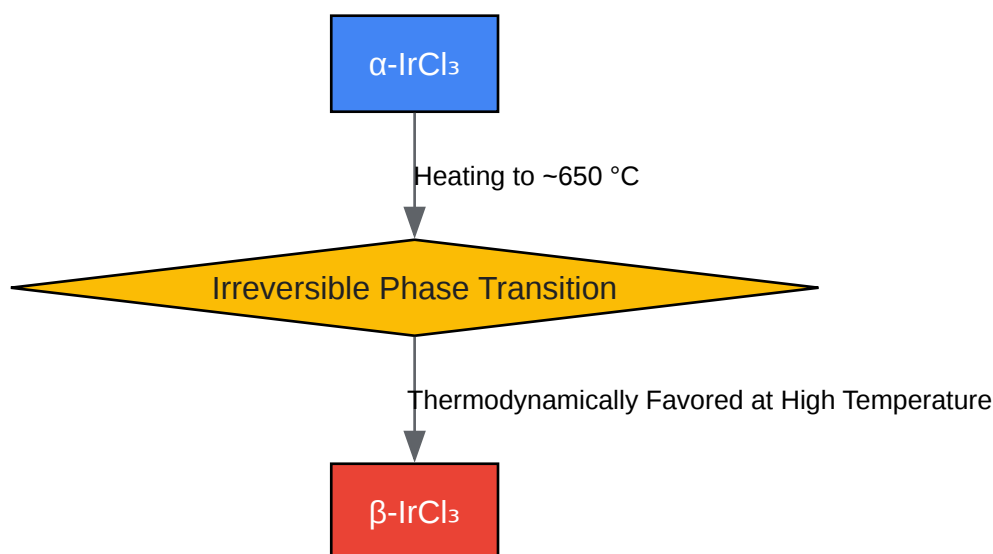 α-IrCl₃
Heating to ~650 °C
Irreversible Phase Transition
Thermodynamically Favored at High Temperature
β-IrCl₃